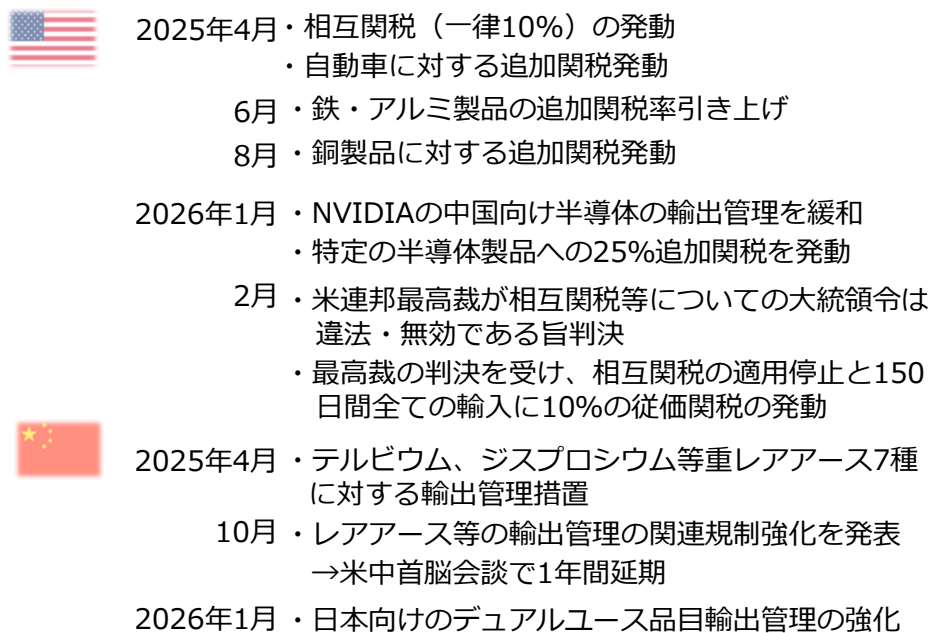 2025年4月・相互関税（一律10%）の発動
・自動車に対する追加関税発動
6月・鉄・アルミ製品の追加関税率引き上げ
8月・銅製品に対する追加関税発動
2026年1月・NVIDIAの中国向け半導体の輸出管理を緩和
・特定の半導体製品への25%追加関税を発動
2月・米連邦最高裁が相互関税等についての大統領令は
違法・無効である旨判決
・最高裁の判決を受け、相互関税の適用停止と150
日間全ての輸入に10%の従価関税の発動
2025年4月・テルビウム、ジスプロシウム等重レアアース7種
に対する輸出管理措置
10月・レアアース等の輸出管理の関連規制強化を発表
→米中首脳会談で1年間延期
2026年1月・日本向けのデュアルユース品目輸出管理の強化